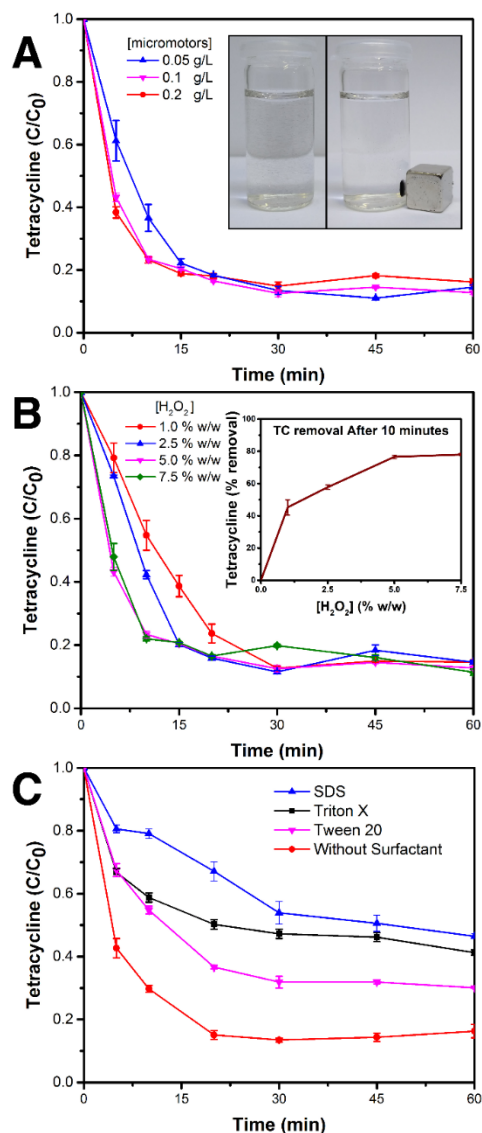 A
Tetracycline (C/C0)
1.0
0.8
0.6
0.4
0.2
0.0
[micromotors]
0.05 g/L
0.1 g/L
0.2 g/L
0
15
30
45
60
Time (min)
B
Tetracycline (C/C0)
1.0
0.8
0.6
0.4
0.2
0.0
[H2O2]
1.0 % w/w
2.5 % w/w
5.0 % w/w
7.5 % w/w
TC removal After 10 minutes
Tetracycline (% removal)
100
80
60
40
20
0
0.0
2.5
5.0
7.5
[H2O2] (% w/w)
0
15
30
45
60
Time (min)
C
Tetracycline (C/C0)
1.0
0.8
0.6
0.4
0.2
0.0
SDS
Triton X
Tween 20
Without Surfactant
0
15
30
45
60
Time (min)